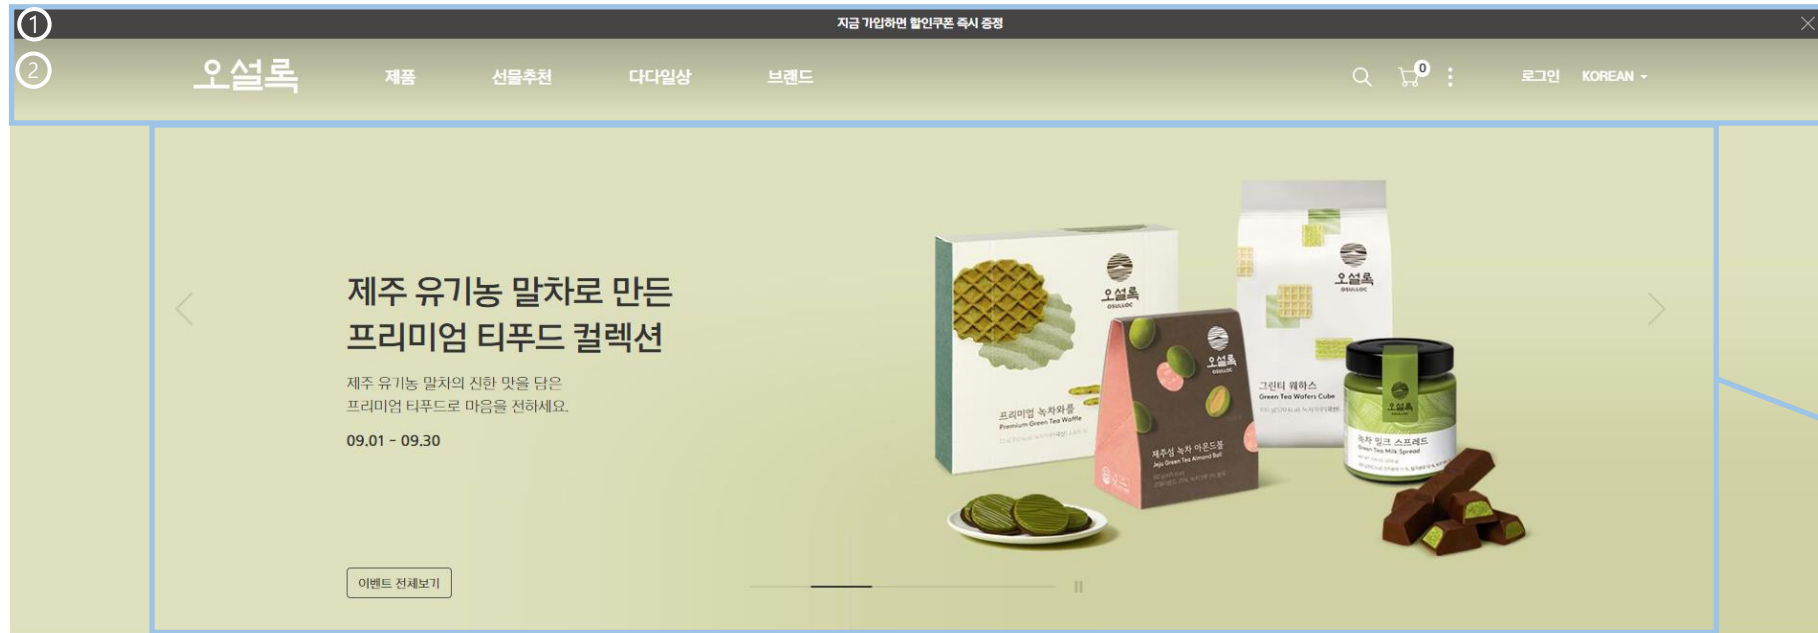 1
지금 가입하면 할인쿠폰 즉시 증정
2
오설록
제품
선물추천
다다일상
브랜드
0
로그인
KOREAN
제주 유기농 말차로 만든
프리미엄 티푸드 컬렉션
제주 유기농 말차의 진한 맛을 담은
프리미엄 티푸드로 마음을 전하세요.
09.01 - 09.30
이벤트 전체보기
오설록
OSULLOC
프리미엄 녹차와플
Premium Green Tea Waffle
오설록
OSULLOC
제주섬 녹차 아몬드볼
Jeju Green Tea Almond Ball
오설록
OSULLOC
그린티 웨하스
Green Tea Wafers Cube
오설록
녹차 밀크 스프레드
Green Tea Milk Spread